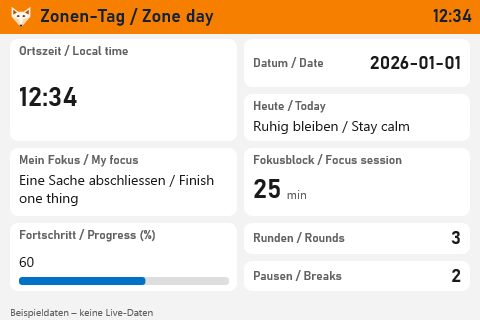 Zonen-Tag / Zone day
12:34
Ortszeit / Local time
12:34
Datum / Date
2026-01-01
Heute / Today
Ruhig bleiben / Stay calm
Mein Fokus / My focus
Eine Sache abschliessen / Finish
one thing
Fokusblock / Focus session
25 min
Fortschritt / Progress (%)
60
Runden / Rounds
3
Pausen / Breaks
2
Beispieldaten – keine Live-Daten